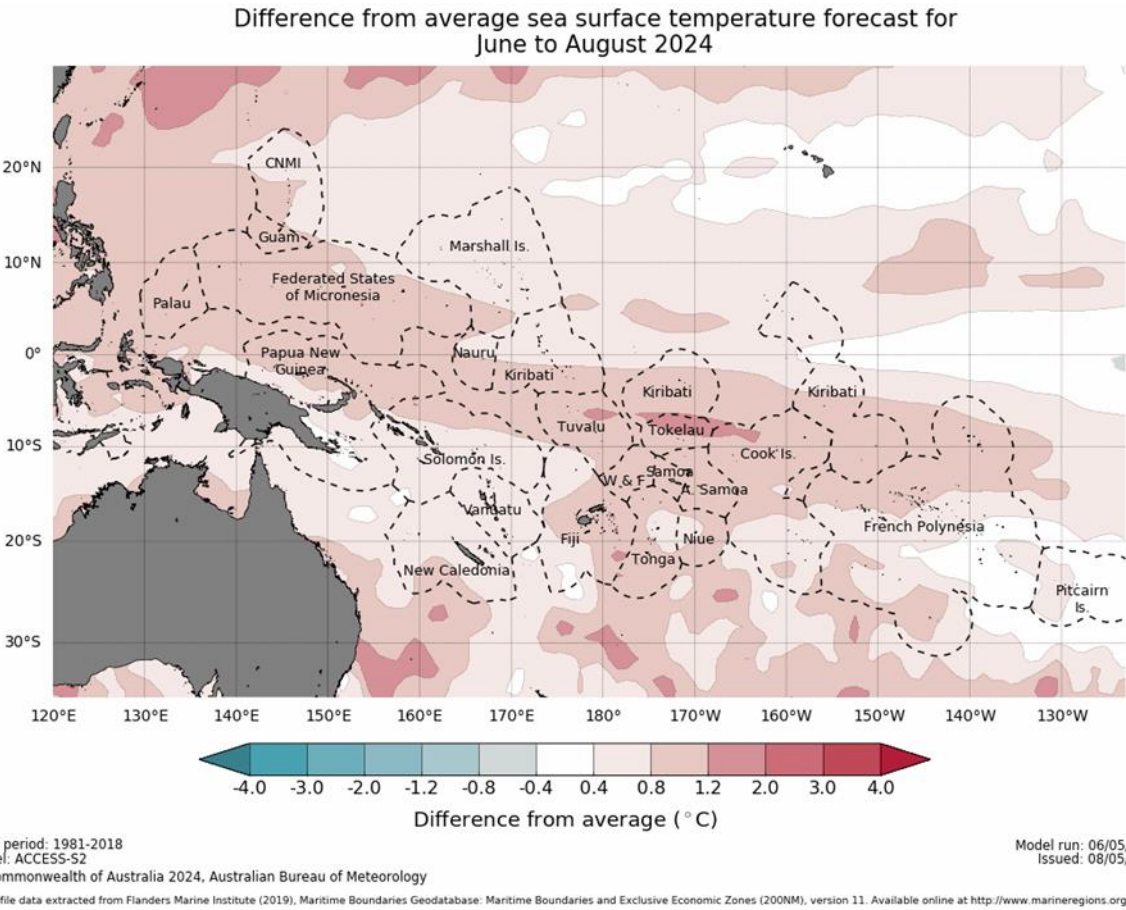 Difference from average sea surface temperature forecast for
June to August 2024
20°N
10°N
0°
10°S
20°S
30°S
CNMI
Guam
Marshall Is.
Federated States
of Micronesia
Palau
Papua New
Guinea
Nauru
Kiribati
Kiribati
Kiribati
Tuvalu
Tokelau
Solomon Is.
Cook Is.
Samoa
W & F
A. Samoa
Vanuatu
French Polynesia
Fiji
Niue
Tonga
New Caledonia
Pitcairn
Is.
120°E 130°E 140°E 150°E 160°E 170°E 180° 170°W 160°W 150°W 140°W 130°W
-4.0 -3.0 -2.0 -1.2 -0.8 -0.4 0.4 0.8 1.2 2.0 3.0 4.0
Difference from average (°C)
period: 1981-2018
el: ACCESS-S2
mmonwealth of Australia 2024, Australian Bureau of Meteorology
Model run: 06/05/
Issued: 08/05/
file data extracted from Flanders Marine Institute (2019), Maritime Boundaries Geodatabase: Maritime Boundaries and Exclusive Economic Zones (200NM), version 11. Available online at http://www.marineregions.org